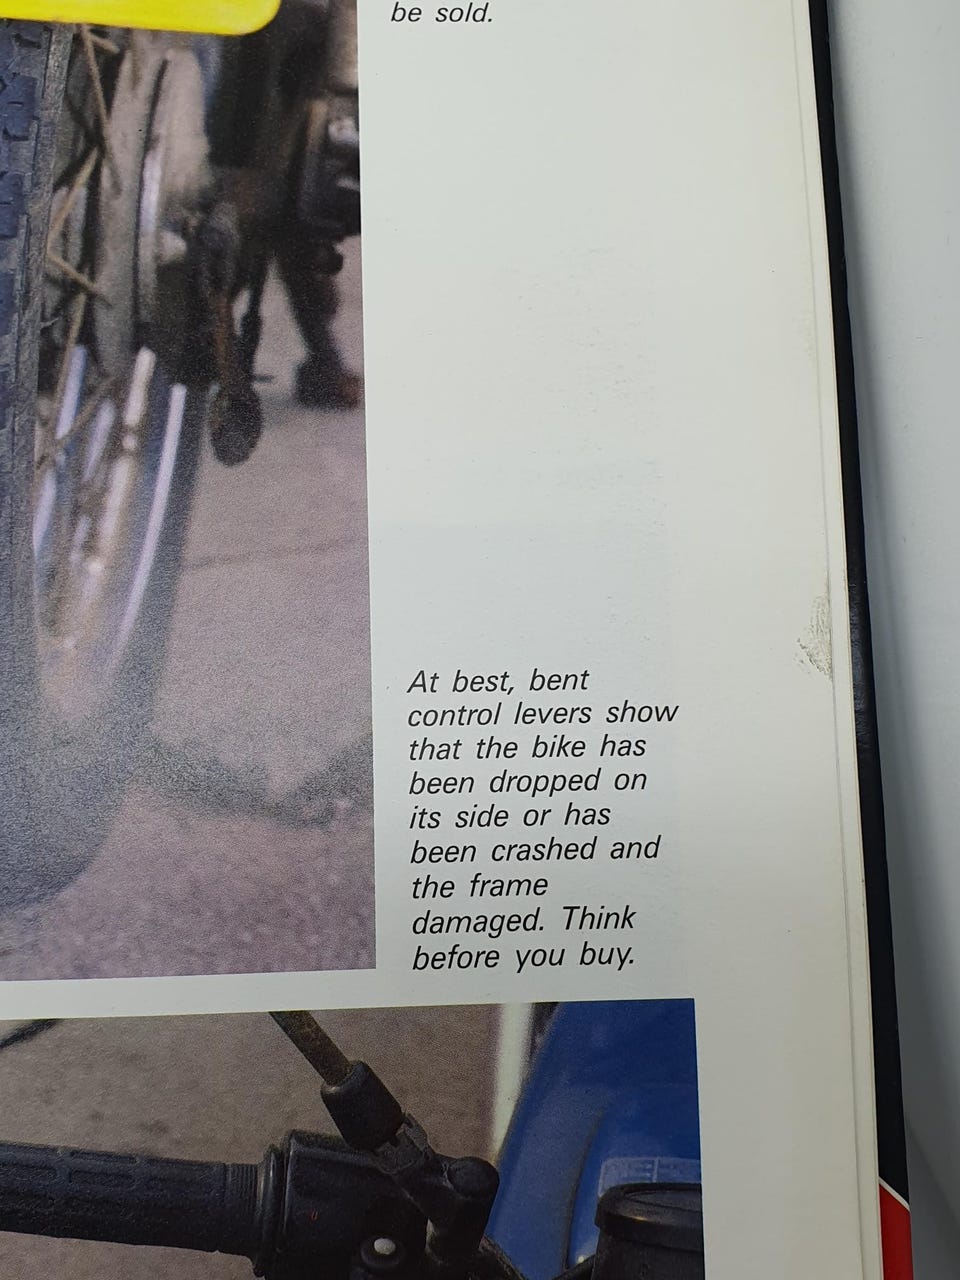 be sold.
At best, bent
control levers show
that the bike has
been dropped on
its side or has
been crashed and
the frame
damaged. Think
before you buy.